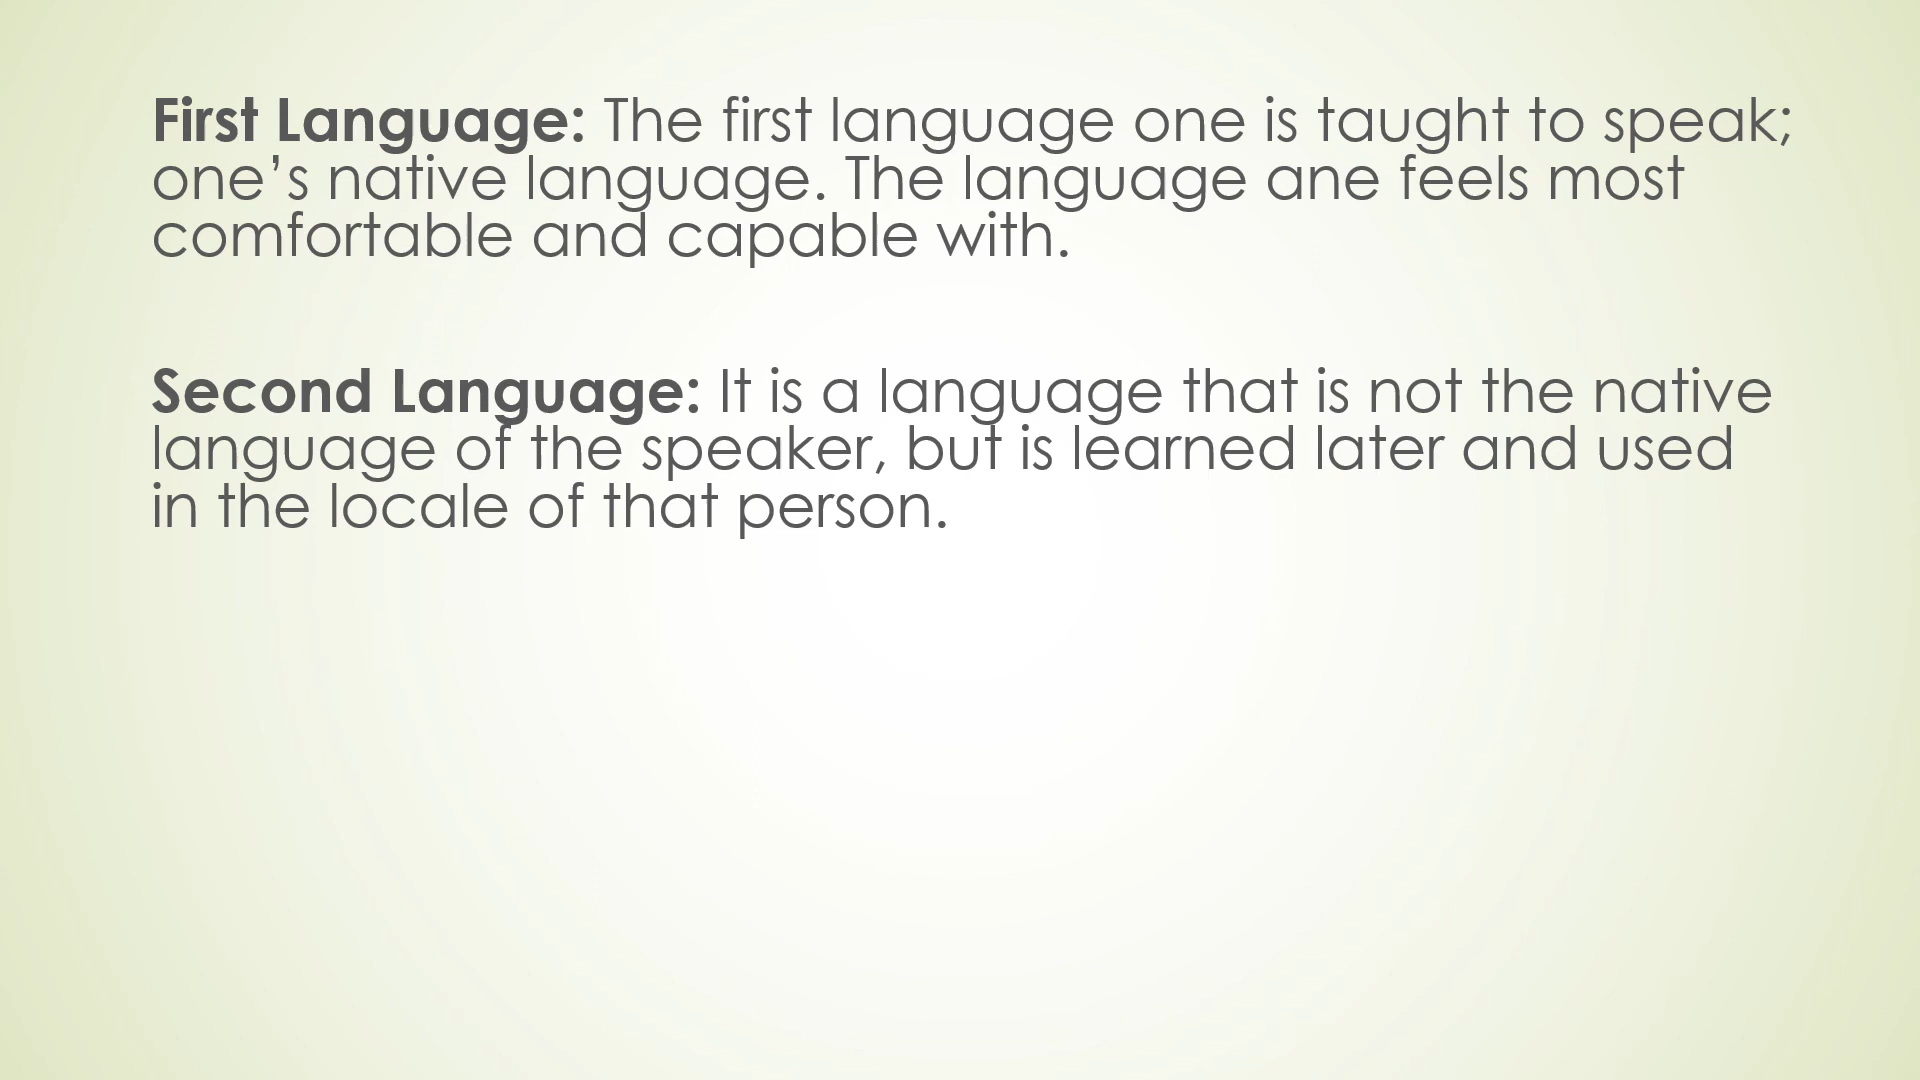 First Language: The first language one is taught to speak;
one’s native language. The language ane feels most
comfortable and capable with.
Second Language: It is a language that is not the native
language of the speaker, but is learned later and used
in the locale of that person.